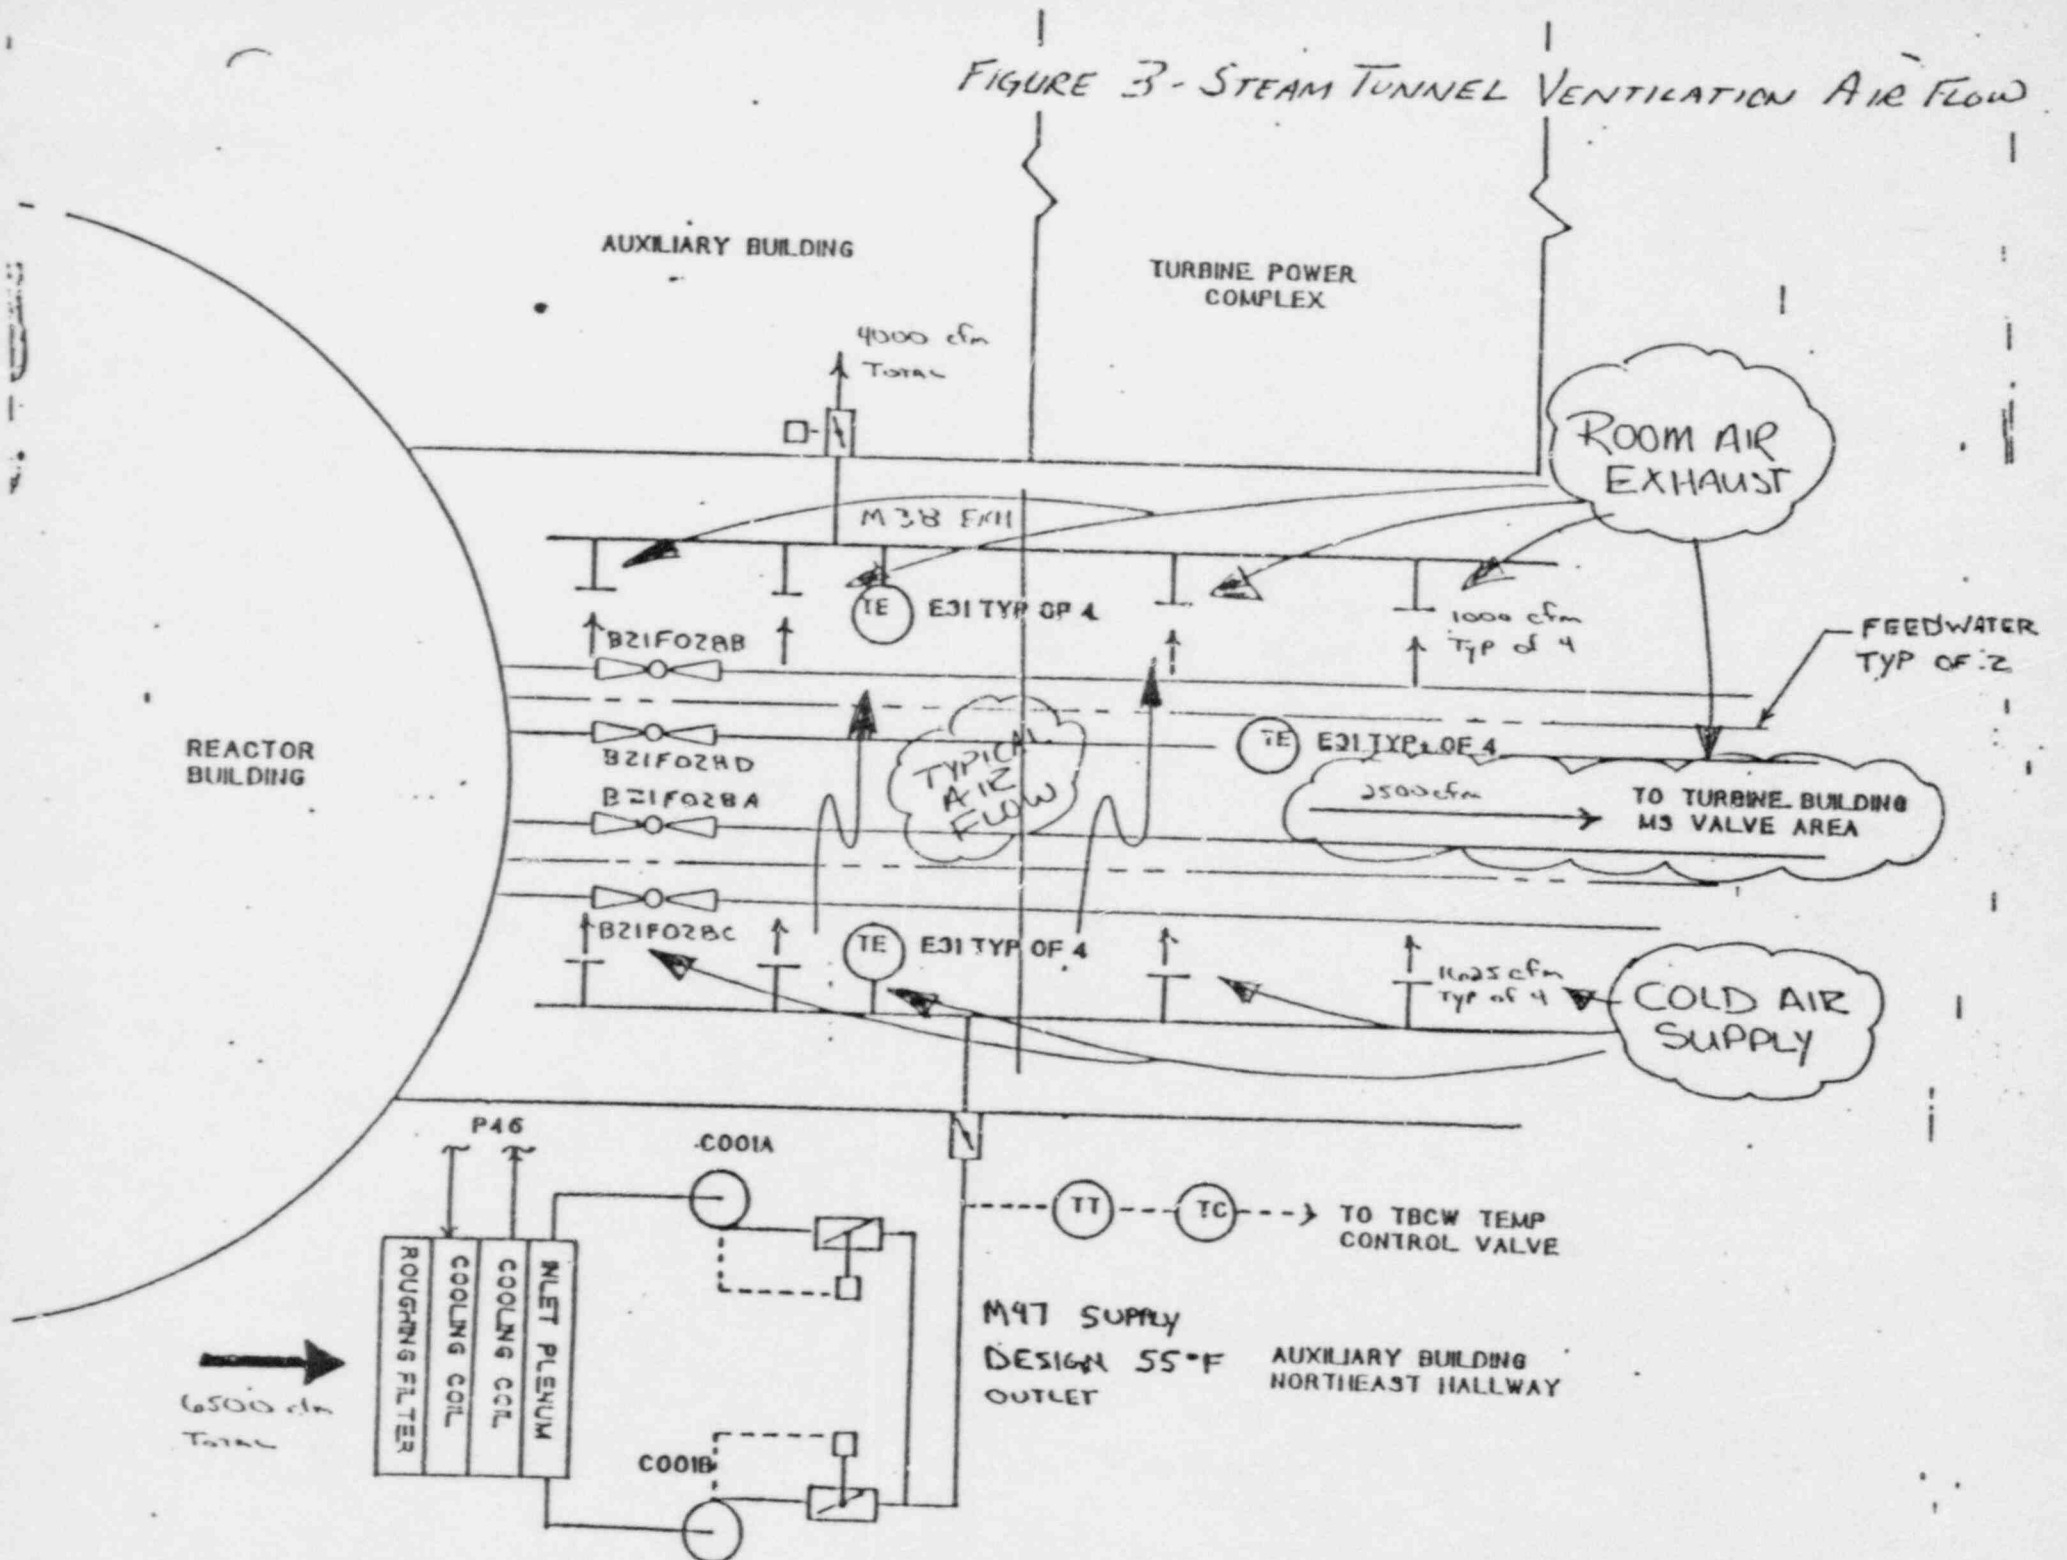 FIGURE 3 - STEAM TUNNEL VENTILATION AIR FLOW
AUXILIARY BUILDING
TURBINE POWER
COMPLEX
4000 cfm
TOTAL
ROOM AIR
EXHAUST
M38 EXH
TE
E31 TYP OF 4
1000 cfm
Typ of 4
FEEDWATER
TYP OF 2
B21F028B
B21F028D
TYPICAL
AIR
FLOW
TE
E31 TYP. OF 4
REACTOR
BUILDING
B21F028A
2500 cfm
TO TURBINE BUILDING
MS VALVE AREA
B21F028C
TE
E31 TYP OF 4
1625 cfm
Typ of 4
COLD AIR
SUPPLY
P46
C001A
TT
TC
TO TBCW TEMP
CONTROL VALVE
ROUGHING FILTER
COOLING COIL
COOLING COIL
INLET PLENUM
M47 SUPPLY
DESIGN 55°F
OUTLET
AUXILIARY BUILDING
NORTHEAST HALLWAY
6500 cfm
TOTAL
C001B